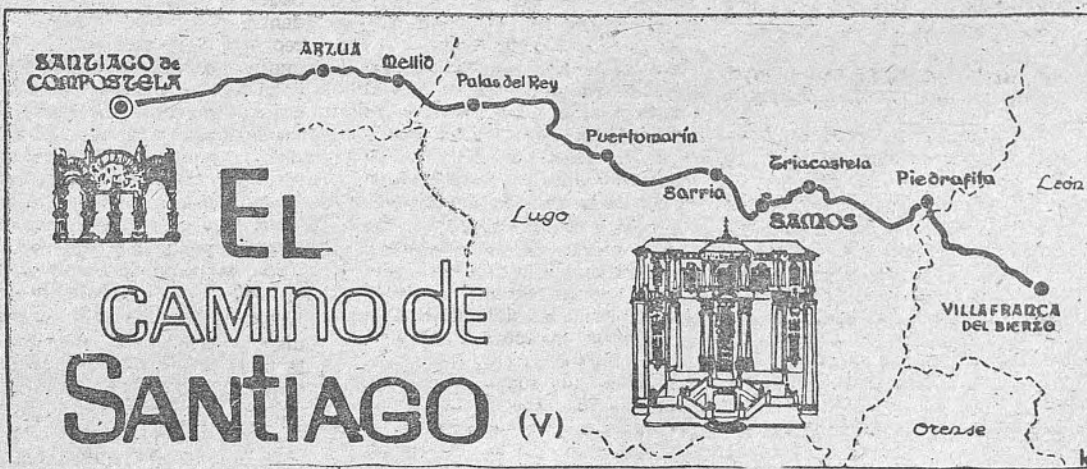 SANTIAGO de
COMPOSTELA
ARZUA
Mellid
Palas del Rey
Puertomarín
Sarria
Triacastela
SAMOS
Piedrafita
León
Lugo
VILLAFRANCA
DEL BIERZO
Orense
EL
CAMINO dE
SANtIAGO (V)